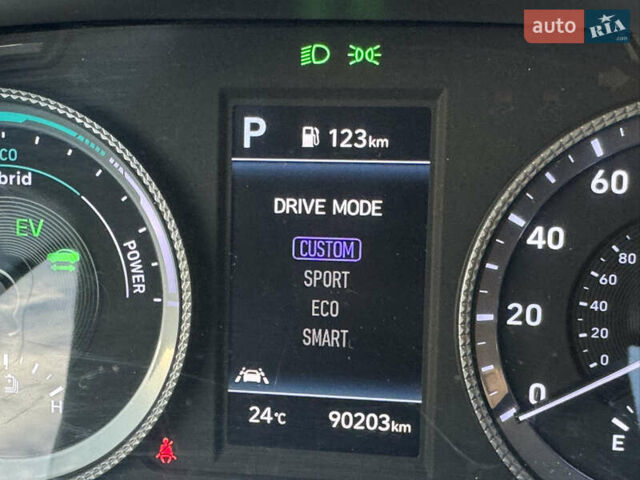 auto RIA.com
P 123km
CO
brid
EV
POWER
H
DRIVE MODE
CUSTOM
SPORT
ECO
SMART
24°C 90203km
60
40
20
0
80
60
40
20
0
E